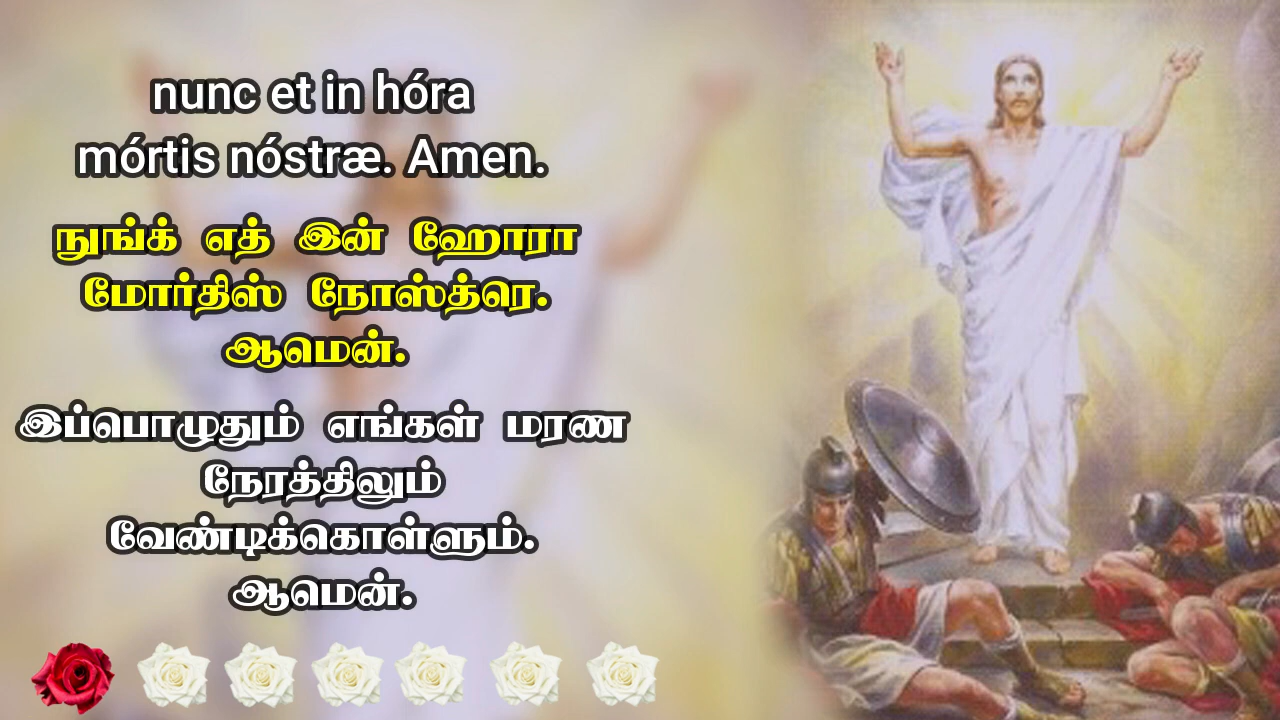 nunc et in hóra
mórtis nóstræ. Amen.
நுங்க் எத் இன் ஹோரா
மோர்திஸ் நோஸ்த்ரெ.
ஆமென்.
இப்பொழுதும் எங்கள் மரண
நேரத்திலும்
வேண்டிக்கொள்ளும்.
ஆமென்.